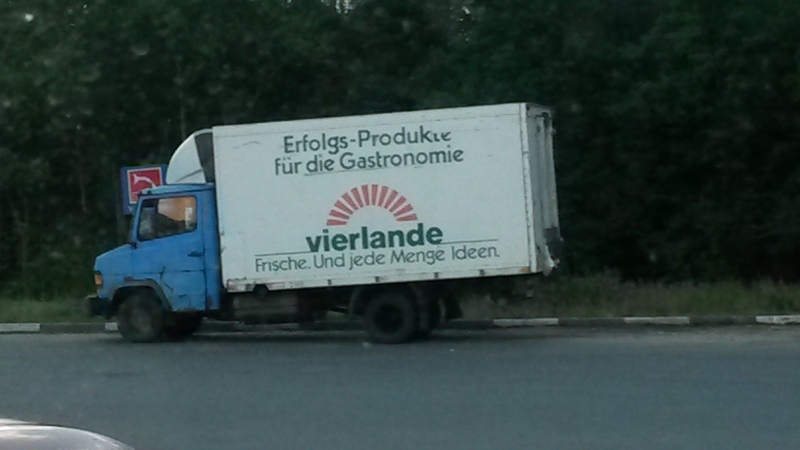 Erfolgs-Produkte
für die Gastronomie
vierlande
Frische. Und jede Menge Ideen.